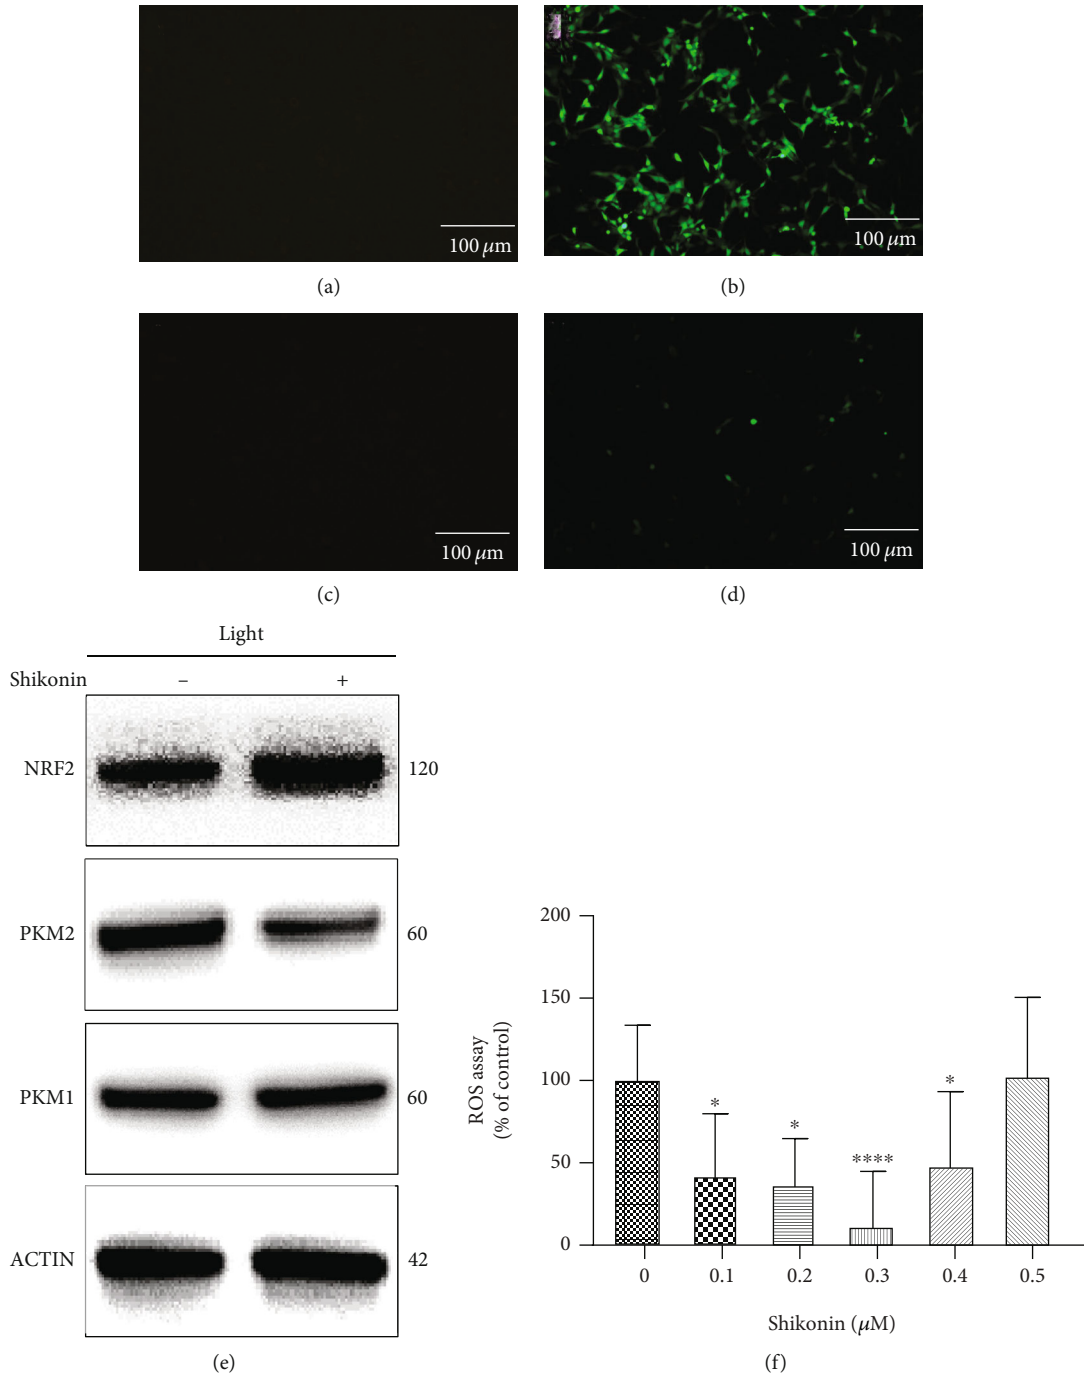 100 μm
(a)
100 μm
(b)
100 μm
(c)
100 μm
(d)
Light
Shikonin – +
NRF2 120
PKM2 60
PKM1 60
ACTIN 42
(e)
ROS assay
(% of control)
200
150
100
50
0
*
*
****
*
0 0.1 0.2 0.3 0.4 0.5
Shikonin (μM)
(f)